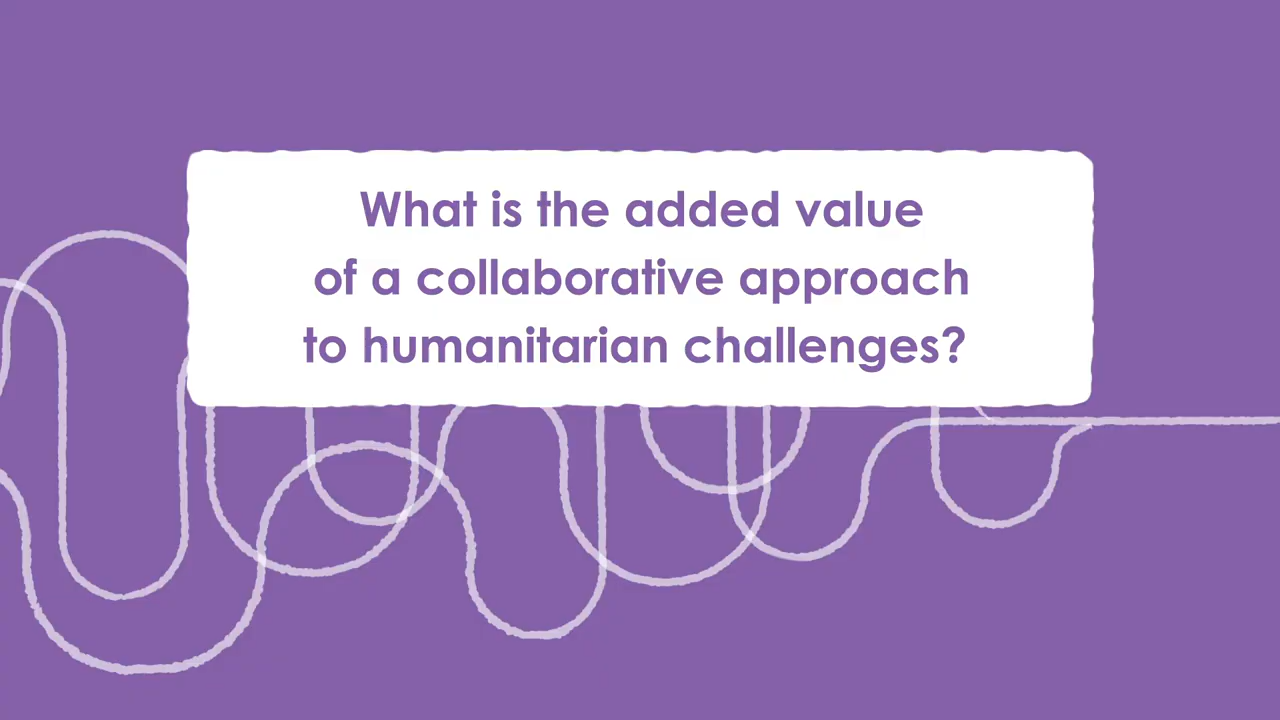 What is the added value
of a collaborative approach
to humanitarian challenges?